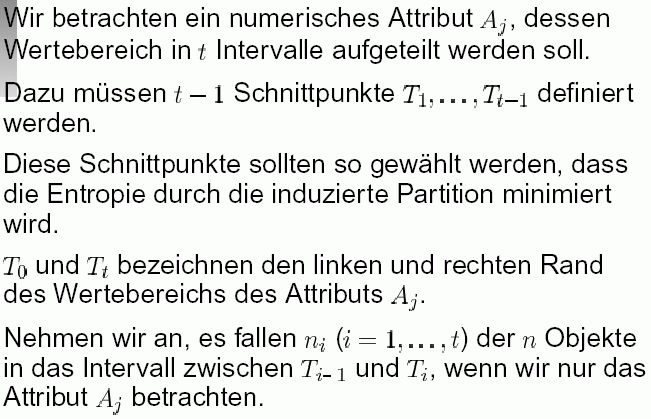 Wir betrachten ein numerisches Attribut A_j, dessen
Wertebereich in t Intervalle aufgeteilt werden soll.
Dazu müssen t − 1 Schnittpunkte T_1, …, T_{t−1} definiert
werden.
Diese Schnittpunkte sollten so gewählt werden, dass
die Entropie durch die induzierte Partition minimiert
wird.
T_0 und T_t bezeichnen den linken und rechten Rand
des Wertebereichs des Attributs A_j.
Nehmen wir an, es fallen n_i (i = 1, …, t) der n Objekte
in das Intervall zwischen T_{i−1} und T_i, wenn wir nur das
Attribut A_j betrachten.